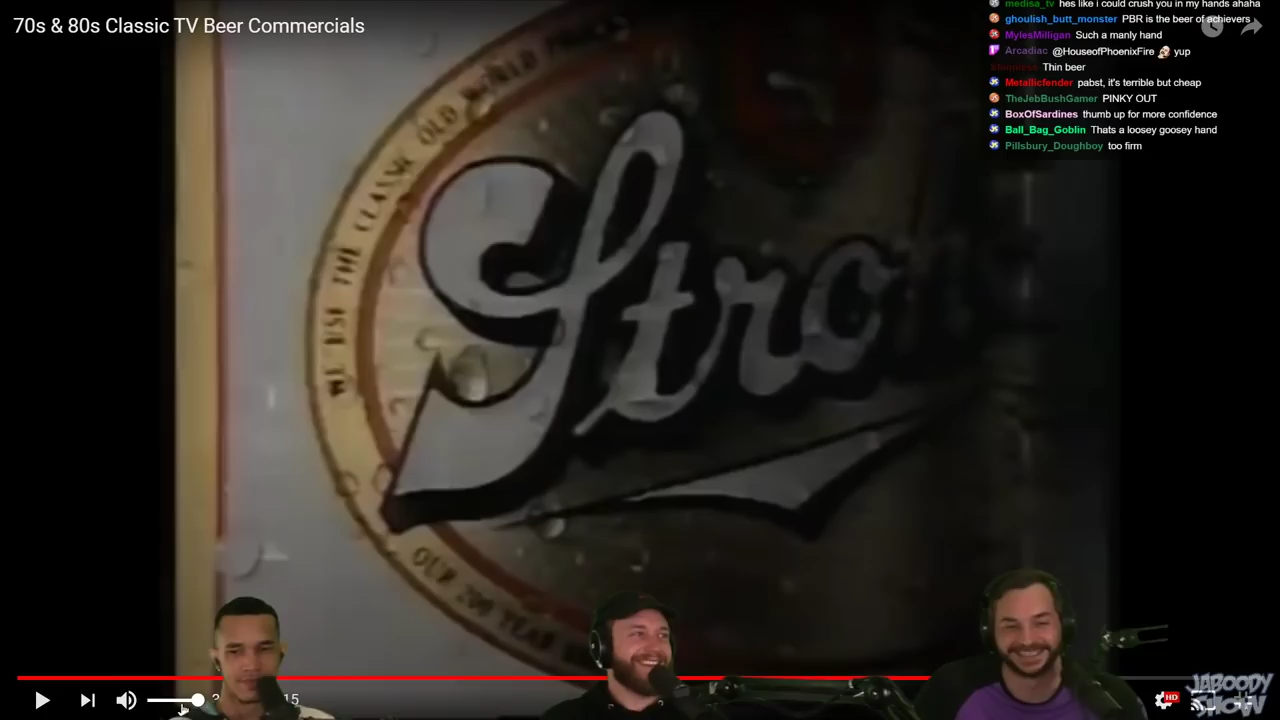 70s & 80s Classic TV Beer Commercials
medisa_tv hes like i could crush you in my hands ahaha
ghoulish_butt_monster PBR is the beer of achievers
MylesMilligan Such a manly hand
Arcadiac @HouseofPhoenixFire yup
Thin beer
Metallicfender pabst, it's terrible but cheap
TheJebBushGamer PINKY OUT
BoxOfSardines thumb up for more confidence
Ball_Bag_Goblin Thats a loosey goosey hand
Pillsbury_Doughboy too firm
WE USE THE CLASSIC OLD WORLD
Stro
OUR 200 YEAR
15
HD
JABOODY
SHOW